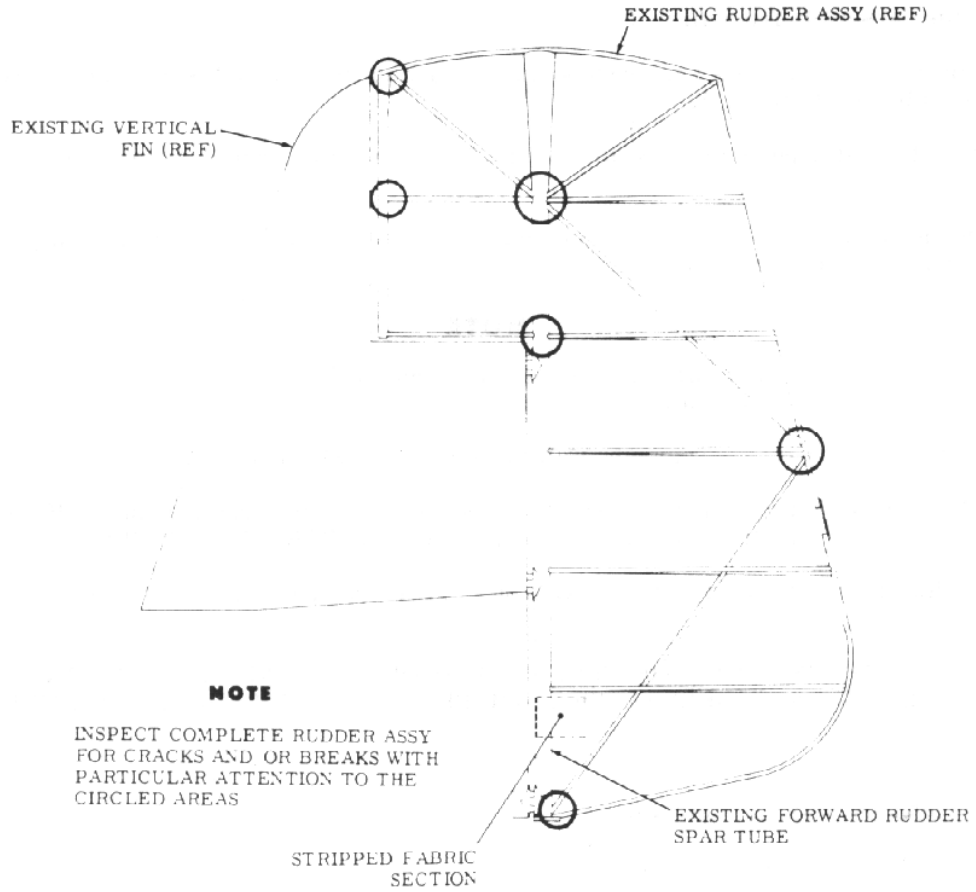 EXISTING RUDDER ASSY (REF)
EXISTING VERTICAL
FIN (REF)
NOTE
INSPECT COMPLETE RUDDER ASSY
FOR CRACKS AND OR BREAKS WITH
PARTICULAR ATTENTION TO THE
CIRCLED AREAS
EXISTING FORWARD RUDDER
SPAR TUBE
STRIPPED FABRIC
SECTION